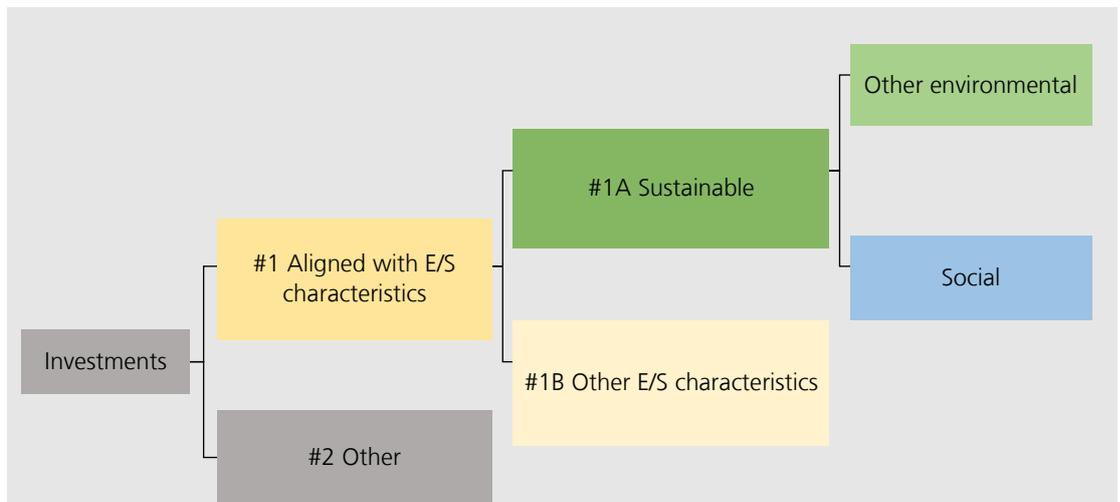 Other environmental
#1A Sustainable
#1 Aligned with E/S
characteristics
Social
Investments
#1B Other E/S characteristics
#2 Other